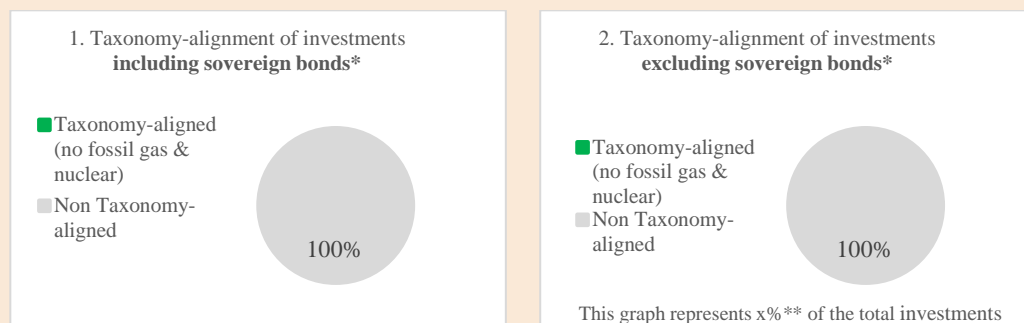 1. Taxonomy-alignment of investments
including sovereign bonds*
Taxonomy-aligned
(no fossil gas &
nuclear)
Non Taxonomy-
aligned
100%
2. Taxonomy-alignment of investments
excluding sovereign bonds*
Taxonomy-aligned
(no fossil gas &
nuclear)
Non Taxonomy-
aligned
100%
This graph represents x%** of the total investments